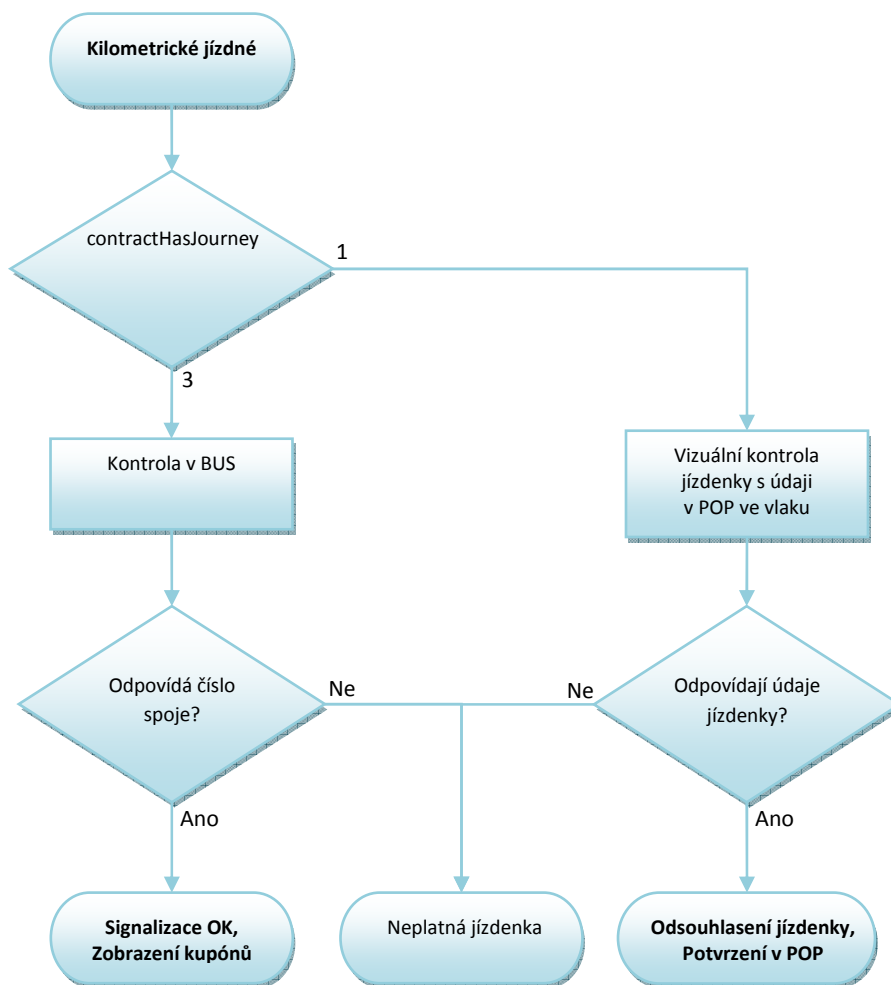 Kilometrické jízdné
contractHasJourney
1
3
Kontrola v BUS
Vizuální kontrola
jízdenky s údaji
v POP ve vlaku
Odpovídá číslo
spoje?
Ne
Ne
Odpovídají údaje
jízdenky?
Ano
Ano
Signalizace OK,
Zobrazení kupónů
Neplatná jízdenka
Odsouhlasení jízdenky,
Potvrzení v POP